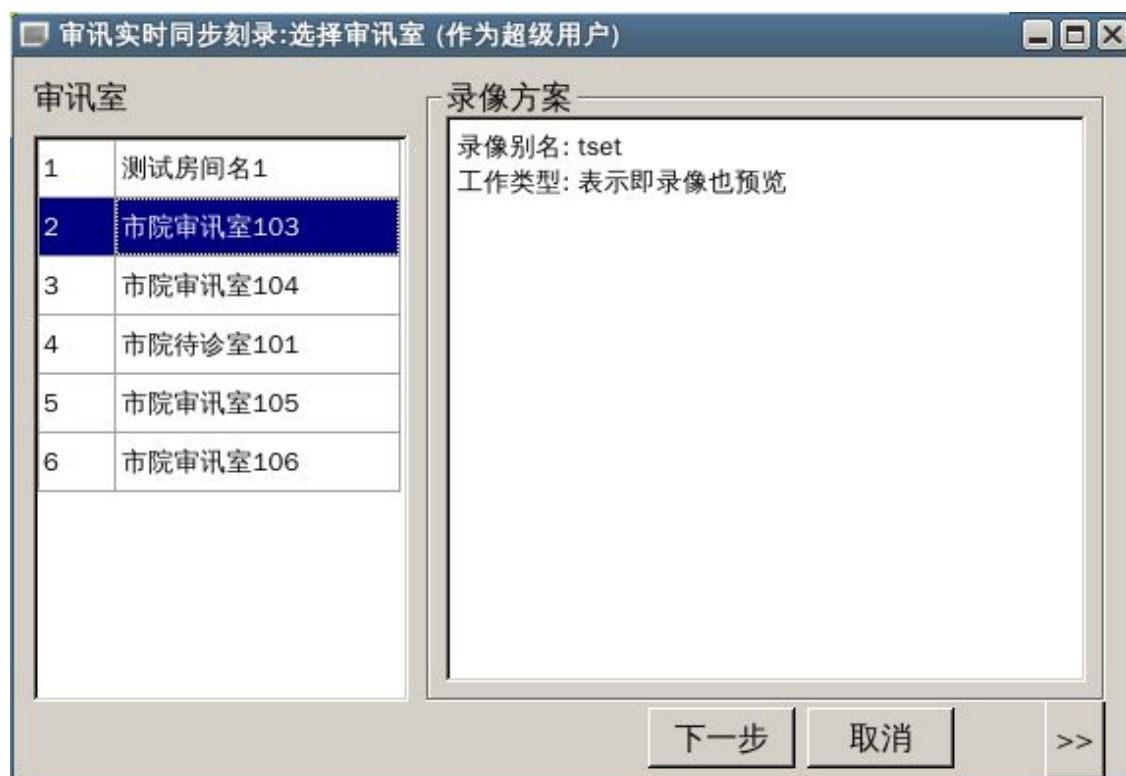 审讯实时同步刻录:选择审讯室 (作为超级用户)
审讯室
1 测试房间名1
2 市院审讯室103
3 市院审讯室104
4 市院待诊室101
5 市院审讯室105
6 市院审讯室106
录像方案
录像别名: tset
工作类型: 表示即录像也预览
下一步 取消 >>